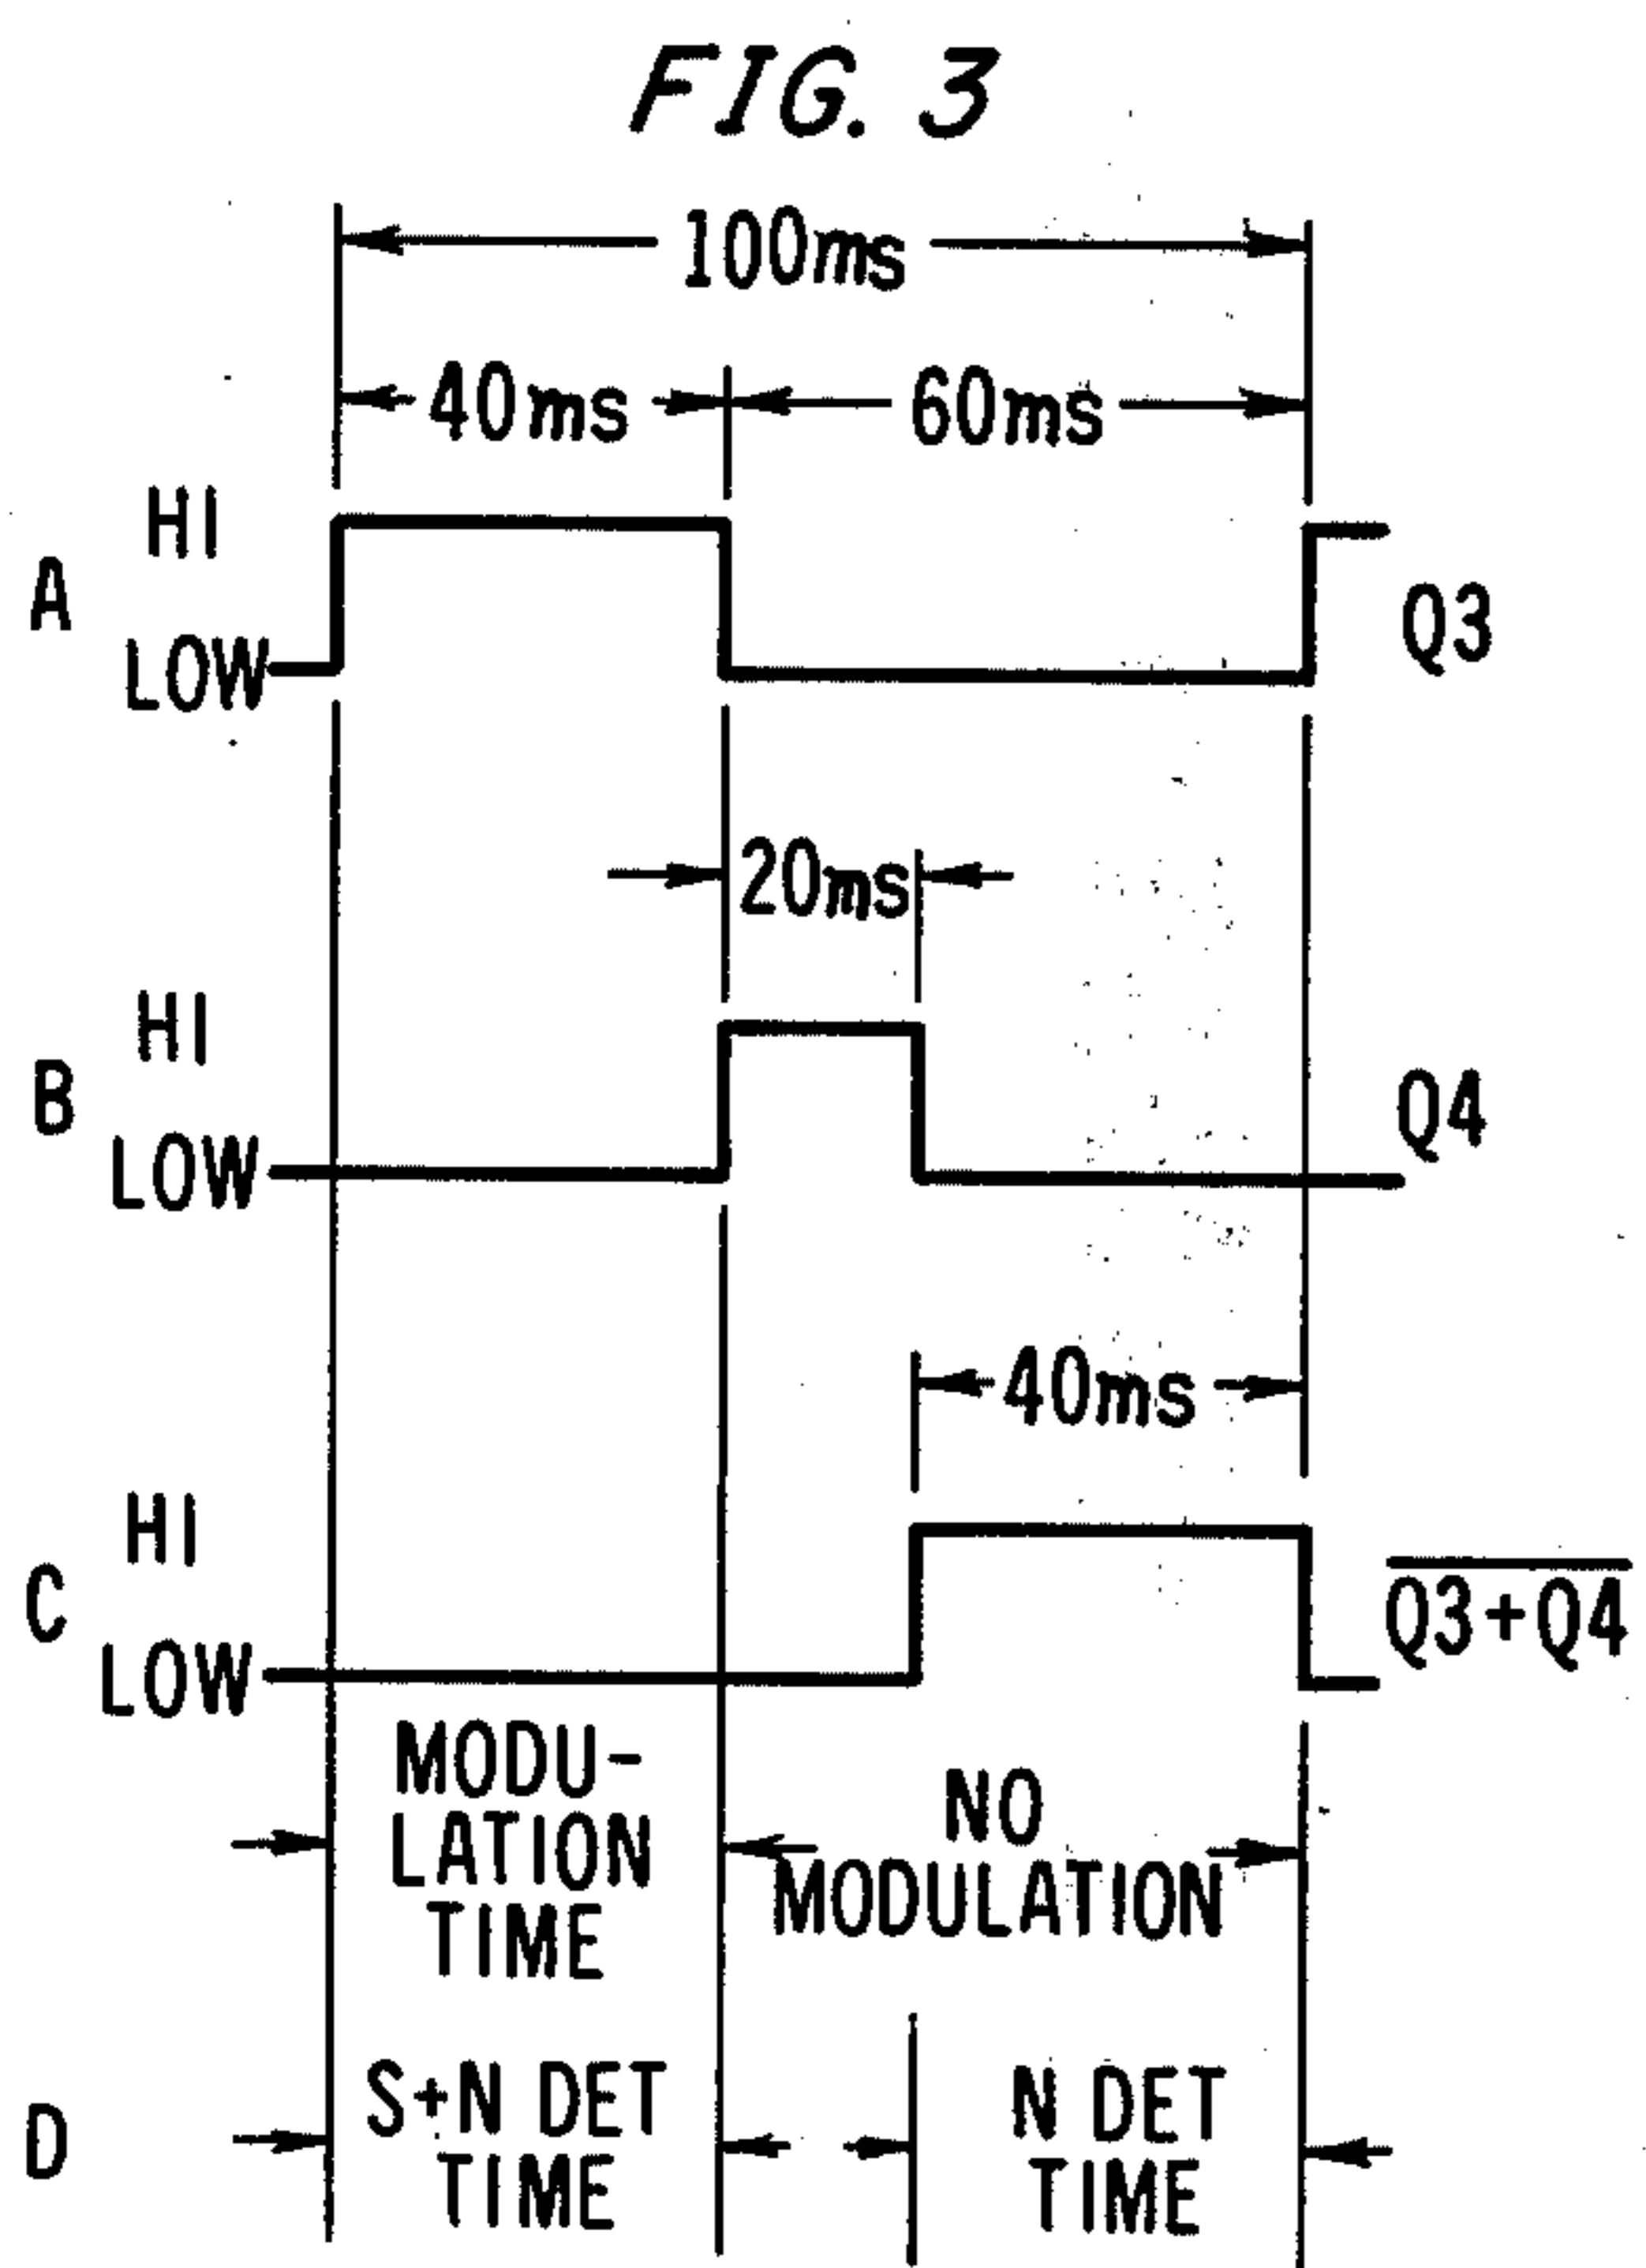 FIG. 3
100ms
40ms 60ms
HI
A
LOW
Q3
20ms
HI
B
LOW
Q4
40ms
HI
C
LOW
Q3+Q4
MODU-
LATION
TIME
NO
MODULATION
D
S+N DET
TIME
N DET
TIME